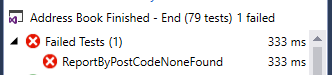 Address Book Finished - End (79 tests) 1 failed
Failed Tests (1) 333 ms
ReportByPostCodeNoneFound 333 ms